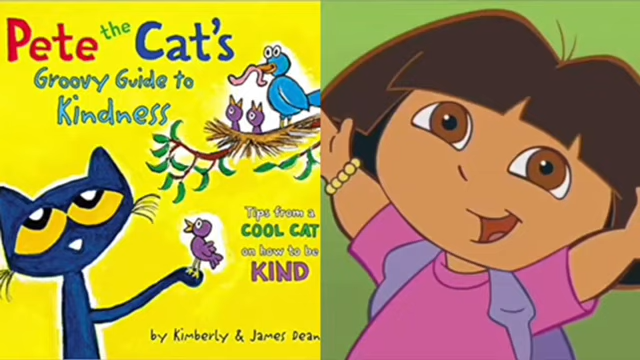 Pete the Cat's
Groovy Guide to
Kindness
Tips from a
COOL CAT
on how to be
KIND
by Kimberly & James Dean